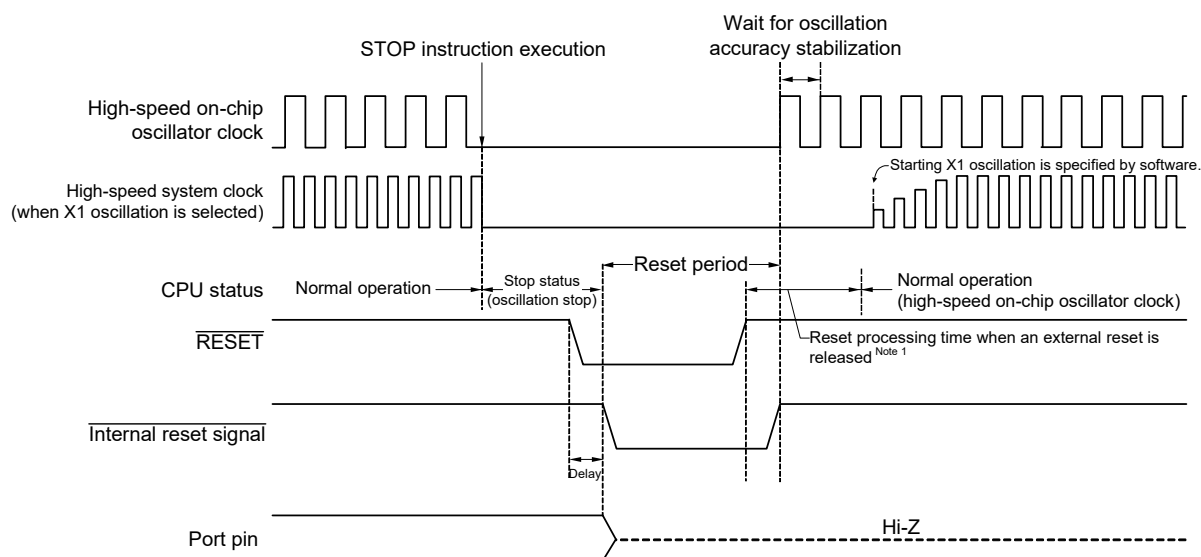 Wait for oscillation
accuracy stabilization
STOP instruction execution
High-speed on-chip
oscillator clock
Starting X1 oscillation is specified by software.
High-speed system clock
(when X1 oscillation is selected)
Reset period
CPU status
Normal operation
Stop status
(oscillation stop)
Normal operation
(high-speed on-chip oscillator clock)
RESET
Reset processing time when an external reset is
released Note 1
Internal reset signal
Delay
Port pin
Hi-Z